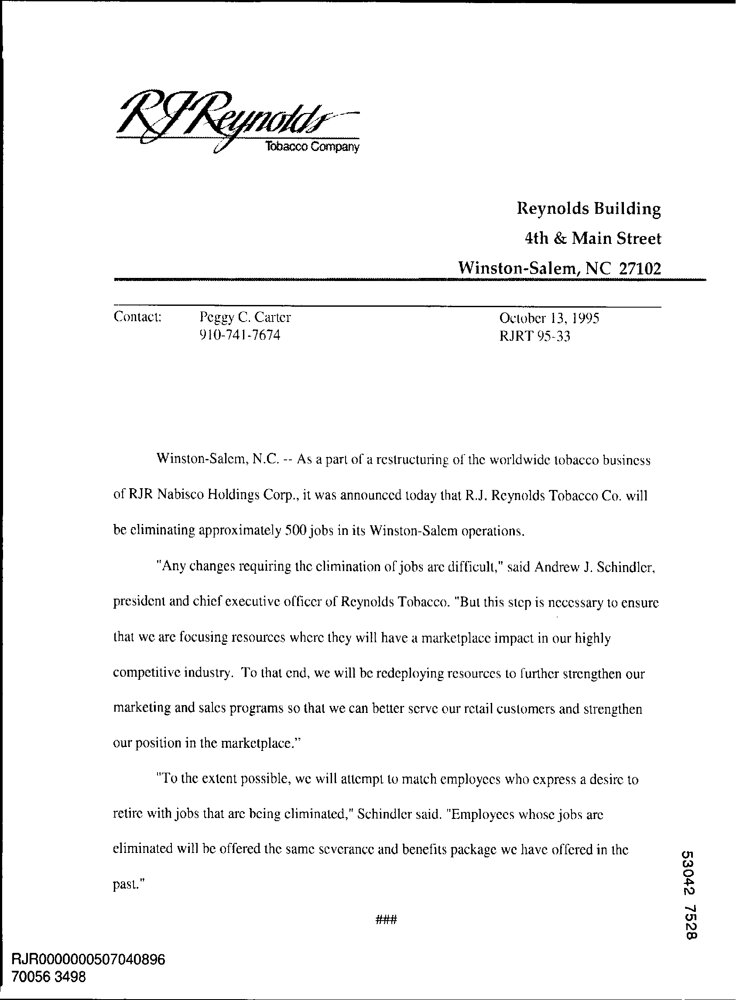 RJReynolds
Tobacco Company
Reynolds Building
4th & Main Street
Winston-Salem, NC 27102
Contact: Peggy C. Carter October 13, 1995
910-741-7674 RJRT 95-33
Winston-Salem, N.C. -- As a part of a restructuring of the worldwide tobacco business
of RJR Nabisco Holdings Corp., it was announced today that R.J. Reynolds Tobacco Co. will
be eliminating approximately 500 jobs in its Winston-Salem operations.
"Any changes requiring the elimination of jobs are difficult," said Andrew J. Schindler,
president and chief executive officer of Reynolds Tobacco. "But this step is necessary to ensure
that we are focusing resources where they will have a marketplace impact in our highly
competitive industry. To that end, we will be redeploying resources to further strengthen our
marketing and sales programs so that we can better serve our retail customers and strengthen
our position in the marketplace."
"To the extent possible, we will attempt to match employees who express a desire to
retire with jobs that are being eliminated," Schindler said. "Employees whose jobs are
eliminated will be offered the same severance and benefits package we have offered in the
past."
###
53042 7528
RJR0000000507040896
70056 3498